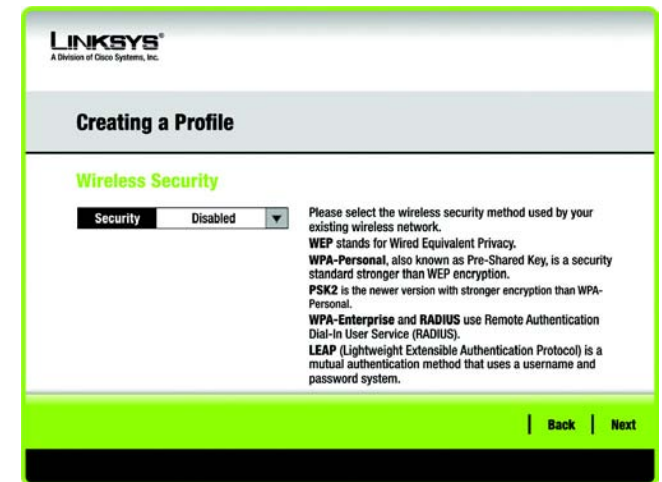 LINKSYS®
A Division of Cisco Systems, Inc.
Creating a Profile
Wireless Security
Security Disabled
Please select the wireless security method used by your
existing wireless network.
WEP stands for Wired Equivalent Privacy.
WPA-Personal, also known as Pre-Shared Key, is a security
standard stronger than WEP encryption.
PSK2 is the newer version with stronger encryption than WPA-
Personal.
WPA-Enterprise and RADIUS use Remote Authentication
Dial-In User Service (RADIUS).
LEAP (Lightweight Extensible Authentication Protocol) is a
mutual authentication method that uses a username and
password system.
Back Next